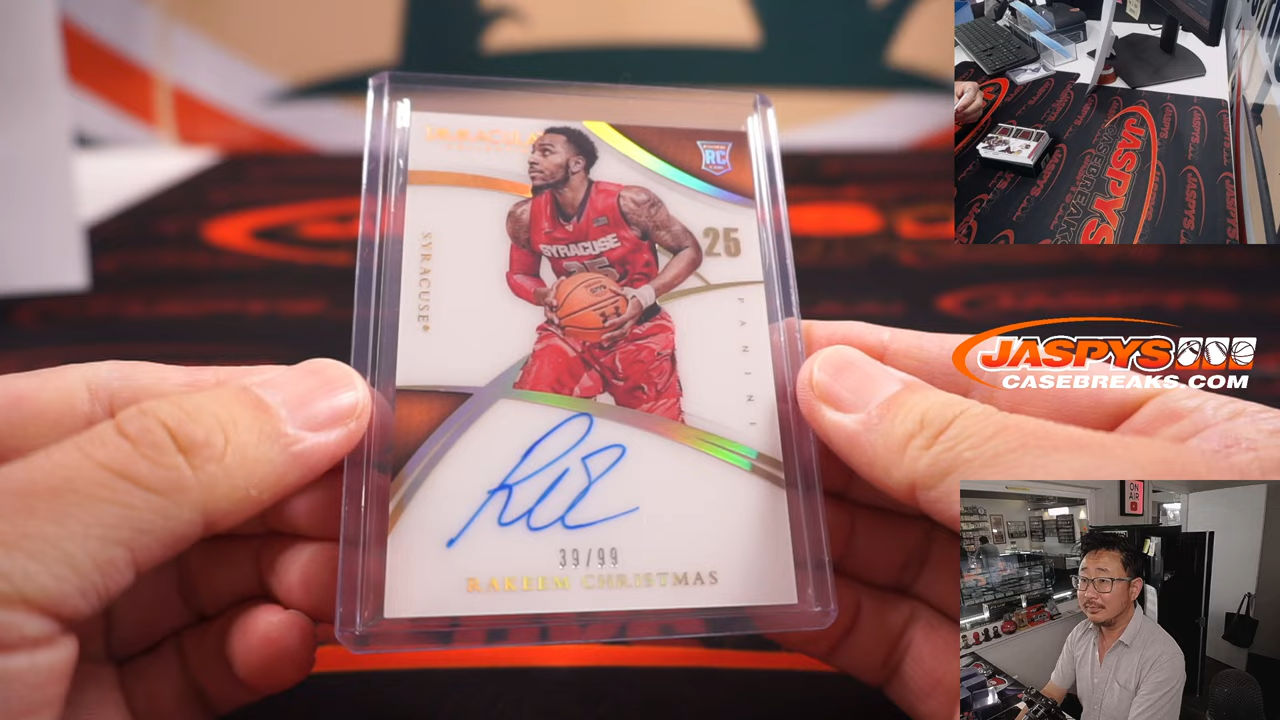 RC
SYRACUSE
25
SYRACUSE
PANINI
39/99
RAKEEM CHRISTMAS
JASPYS
CASEBREAKS
JASPYS
CASEBREAKS.COM
ON
AIR